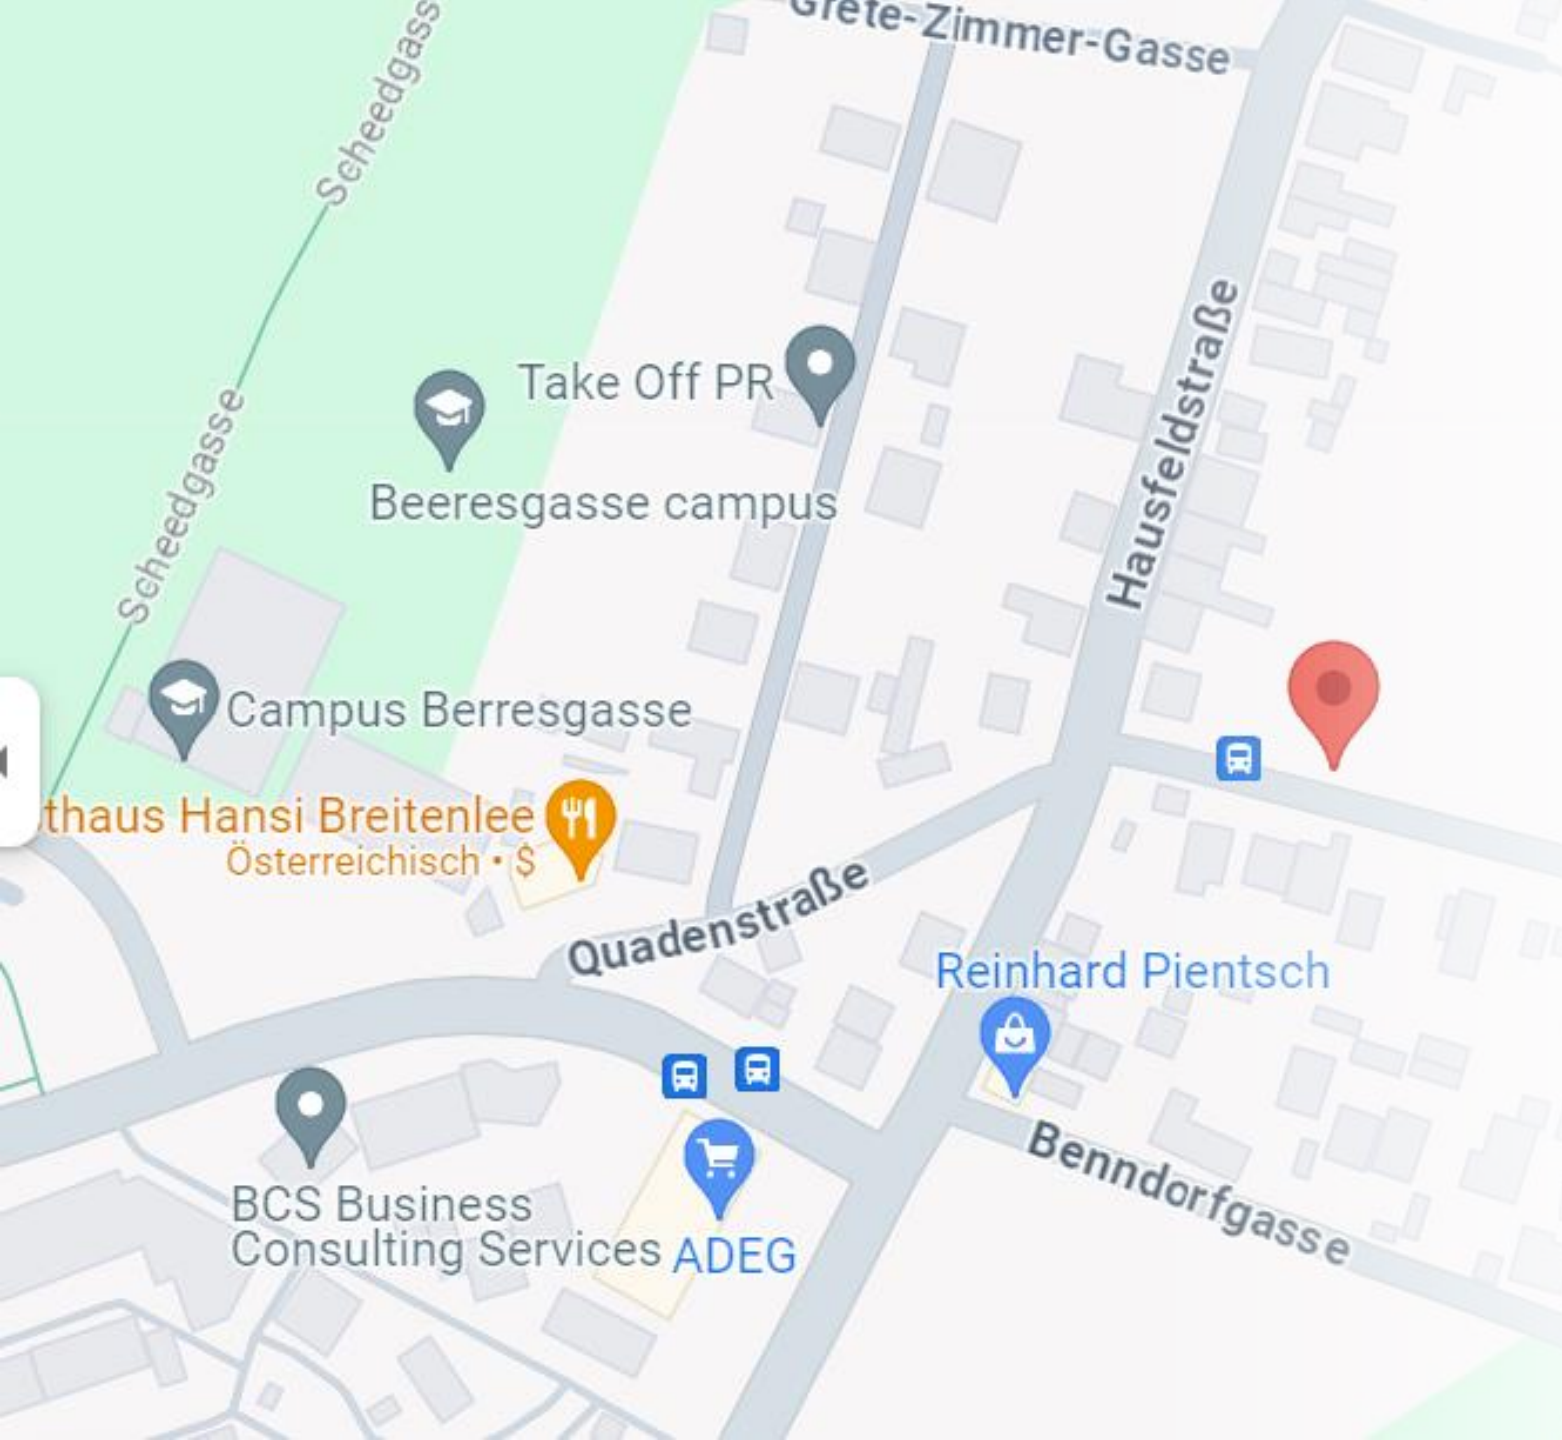 Grete-Zimmer-Gasse
Scheedgasse
Hausfeldstraße
Take Off PR
Beeresgasse campus
Scheedgasse
Campus Berresgasse
thaus Hansi Breitenlee
Österreichisch • $
Quadenstraße
Reinhard Pientsch
Benndorfgasse
BCS Business
Consulting Services
ADEG